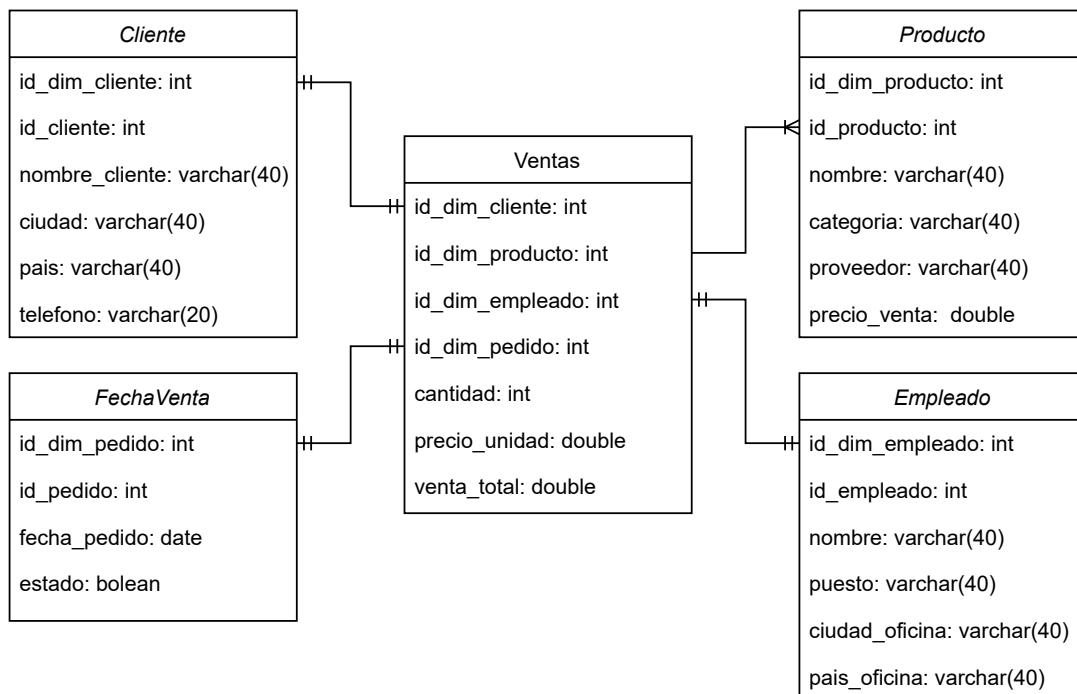 Cliente
id_dim_cliente: int
id_cliente: int
nombre_cliente: varchar(40)
ciudad: varchar(40)
pais: varchar(40)
telefono: varchar(20)
FechaVenta
id_dim_pedido: int
id_pedido: int
fecha_pedido: date
estado: bolean
Ventas
id_dim_cliente: int
id_dim_producto: int
id_dim_empleado: int
id_dim_pedido: int
cantidad: int
precio_unidad: double
venta_total: double
Producto
id_dim_producto: int
id_producto: int
nombre: varchar(40)
categoria: varchar(40)
proveedor: varchar(40)
precio_venta: double
Empleado
id_dim_empleado: int
id_empleado: int
nombre: varchar(40)
puesto: varchar(40)
ciudad_oficina: varchar(40)
pais_oficina: varchar(40)